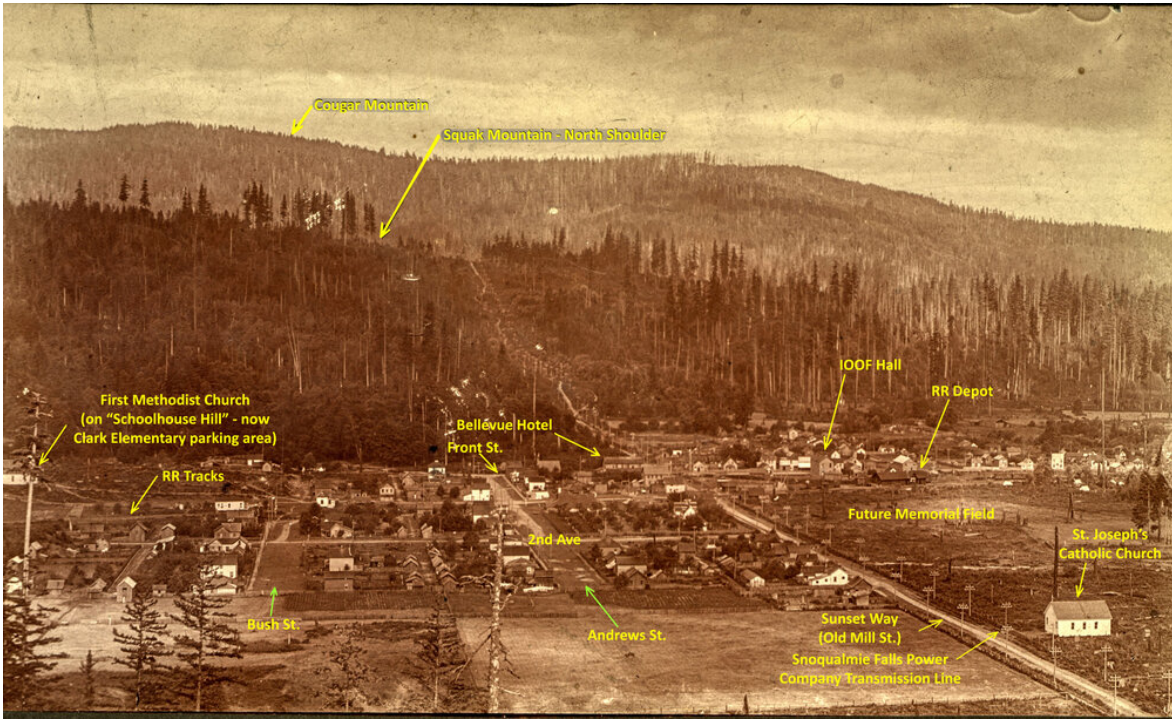 Cougar Mountain
Squak Mountain - North Shoulder
IOOF Hall
RR Depot
First Methodist Church
(on “Schoolhouse Hill” - now
Clark Elementary parking area)
Bellevue Hotel
Front St.
RR Tracks
Future Memorial Field
2nd Ave
St. Joseph's
Catholic Church
Bush St.
Andrews St.
Sunset Way
(Old Mill St.)
Snoqualmie Falls Power
Company Transmission Line